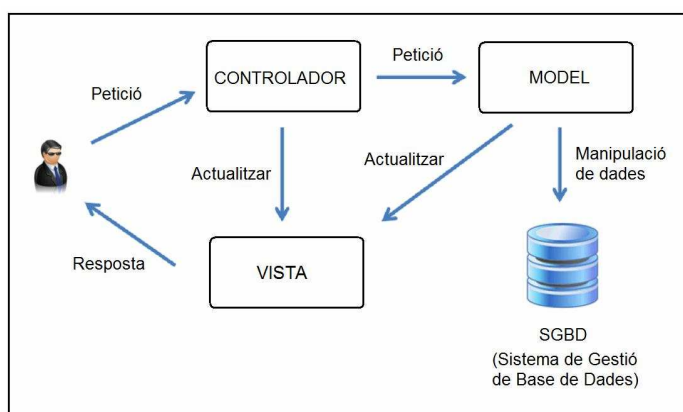 CONTROLADOR
Petició
MODEL
Petició
Actualitzar
Actualitzar
Manipulació
de dades
Resposta
VISTA
SGBD
(Sistema de Gestió
de Base de Dades)